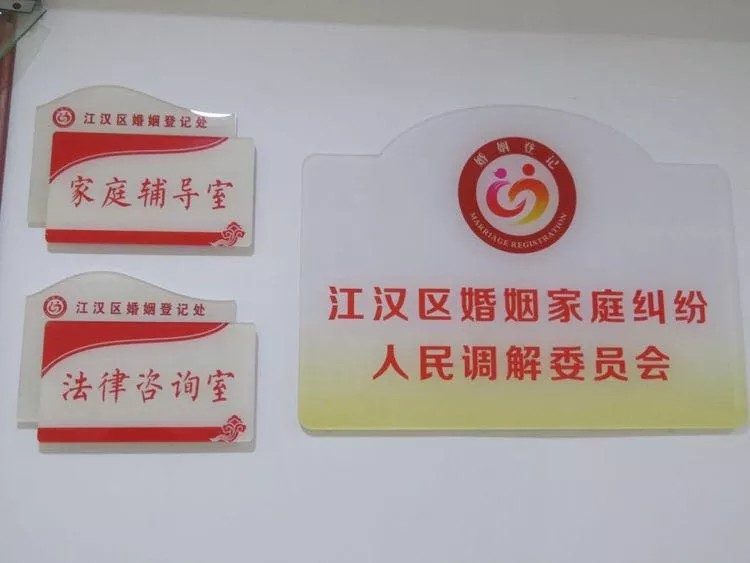 江汉区婚姻登记处
家庭辅导室
江汉区婚姻登记处
法律咨询室
婚姻登记
MARRIAGE REGISTRATION
江汉区婚姻家庭纠纷
人民调解委员会